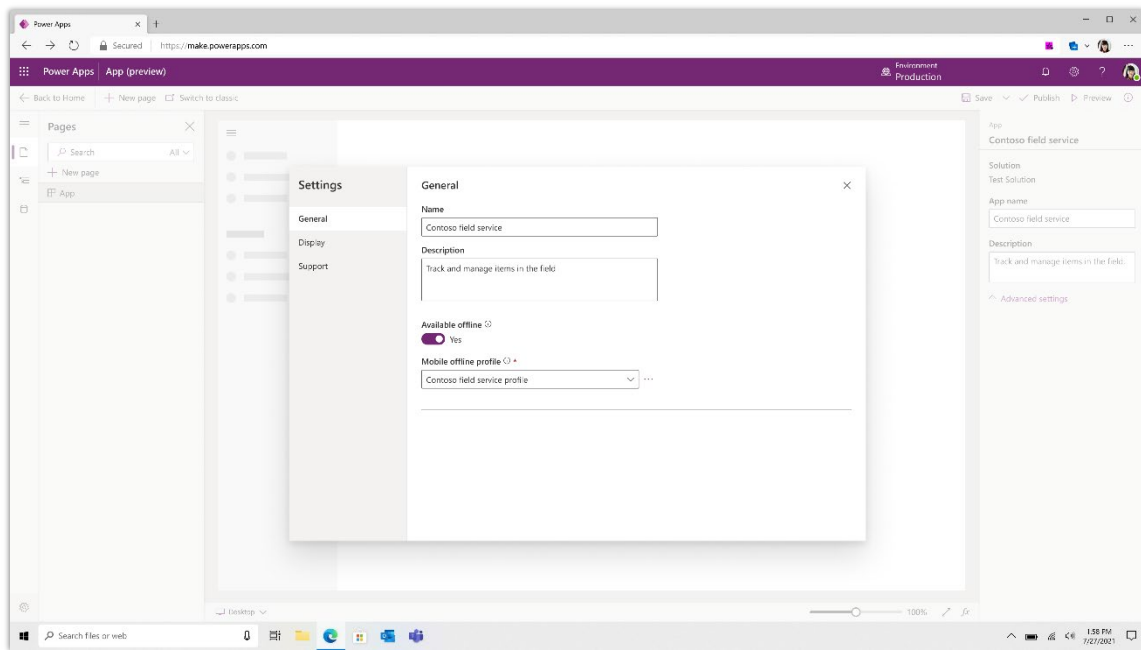 Power Apps
Secured https://make.powerapps.com
Power Apps App (preview)
Environment
Production
Back to Home New page Switch to classic
Save Publish Preview
Pages
Search All
New page
App
Settings
General
Display
Support
General
Name
Contoso field service
Description
Track and manage items in the field
Available offline
Yes
Mobile offline profile *
Contoso field service profile
App
Contoso field service
Solution
Test Solution
App name
Contoso field service
Description
Track and manage items in the field.
Advanced settings
Desktop
100%
Search files or web
1:58 PM
7/27/2021